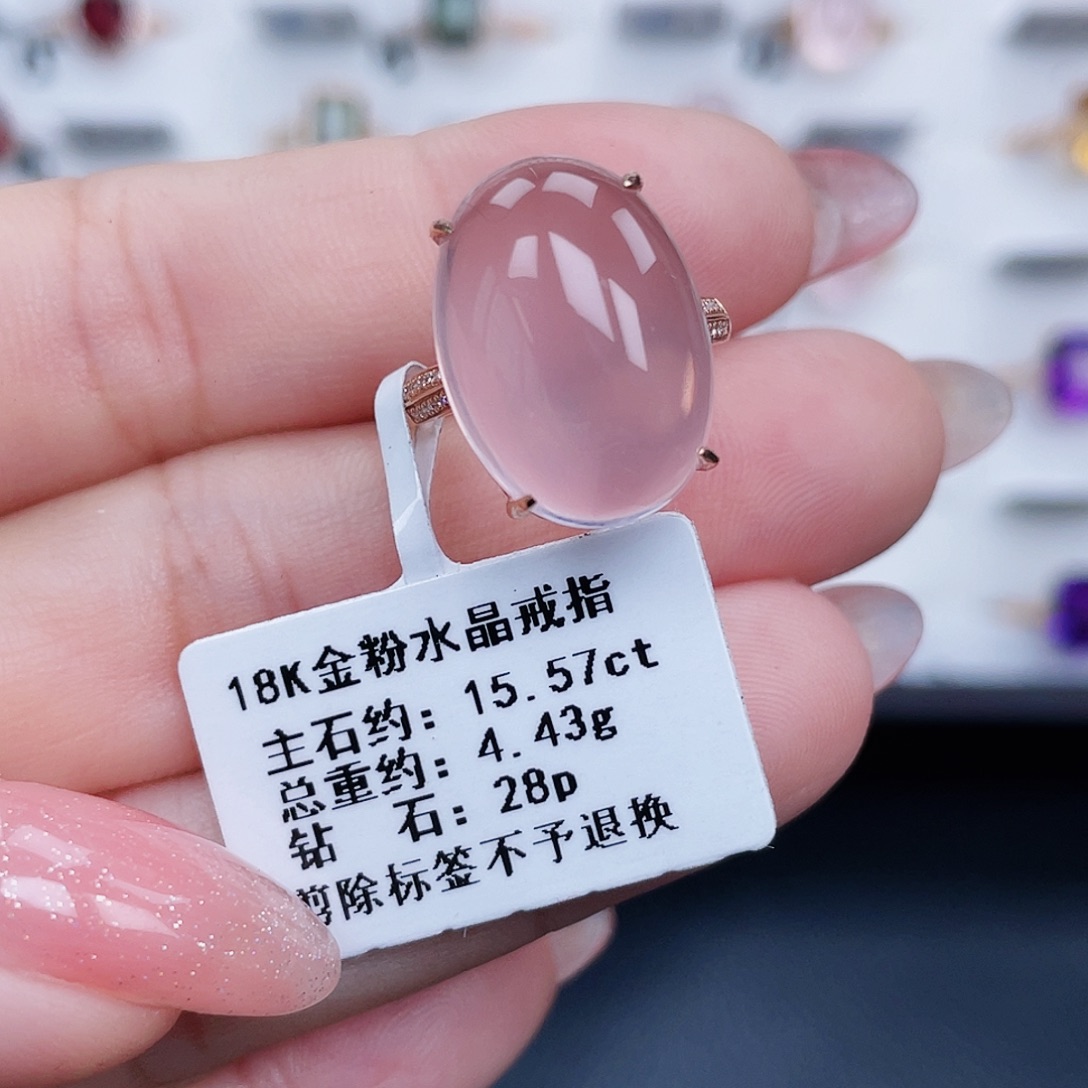 18K金粉水晶戒指
主石约: 15.57ct
总重约: 4.43g
钻 石: 28p
剪除标签不予退换